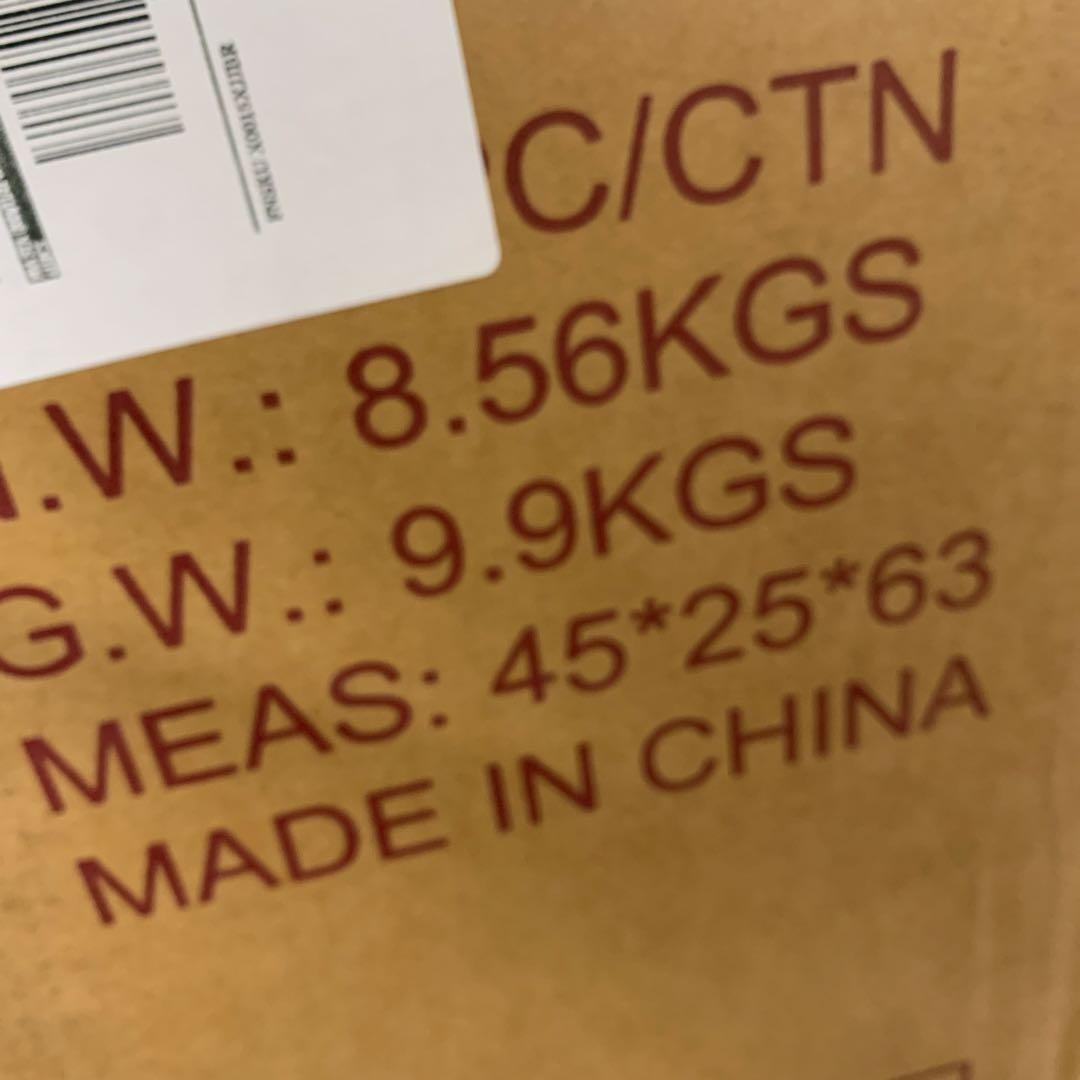 C/CTN
.W.: 8.56KGS
G.W.: 9.9KGS
MEAS: 45*25*63
MADE IN CHINA